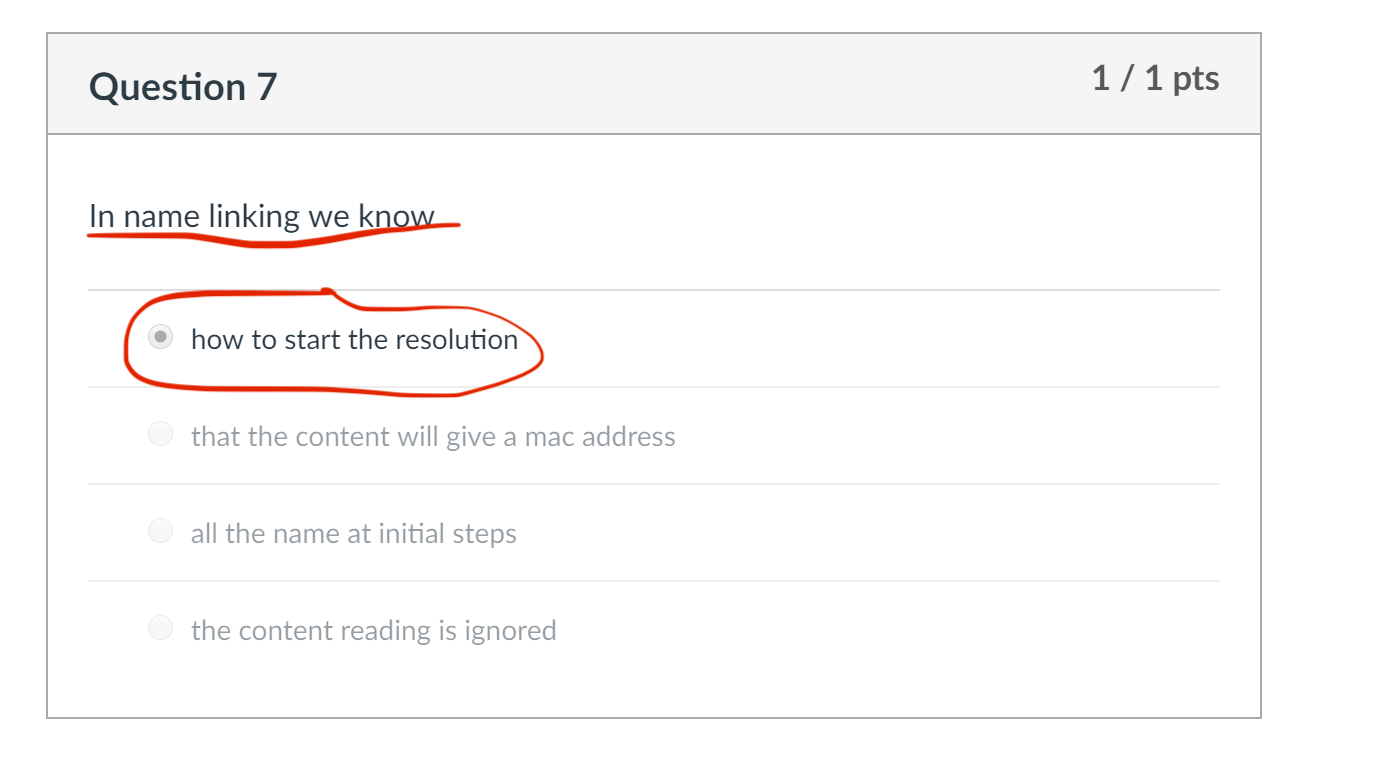 Question 7
1 / 1 pts
In name linking we know
how to start the resolution
that the content will give a mac address
all the name at initial steps
the content reading is ignored